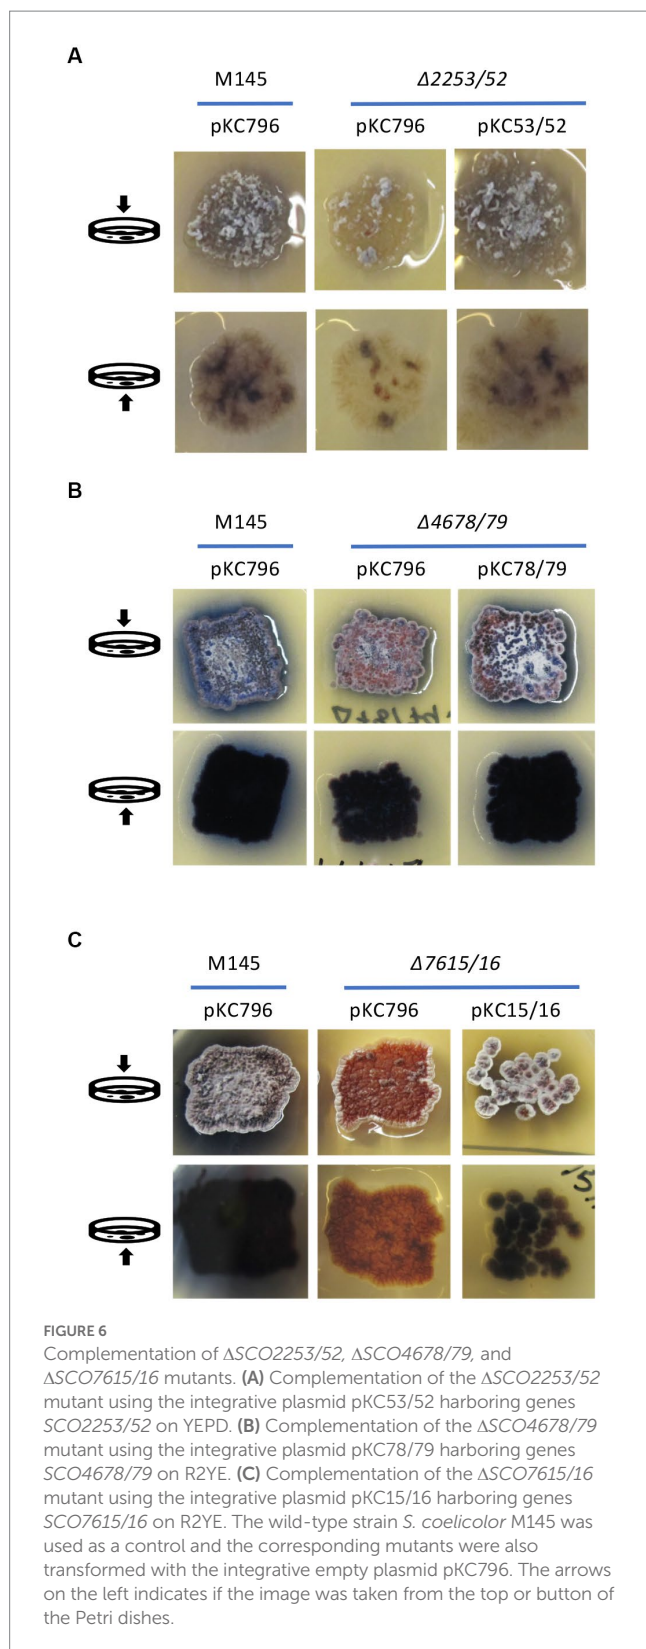 A
M145 Δ2253/52
pKC796 pKC796 pKC53/52
B
M145 Δ4678/79
pKC796 pKC796 pKC78/79
C
M145 Δ7615/16
pKC796 pKC796 pKC15/16
FIGURE 6
Complementation of ΔSCO2253/52, ΔSCO4678/79, and
ΔSCO7615/16 mutants. (A) Complementation of the ΔSCO2253/52
mutant using the integrative plasmid pKC53/52 harboring genes
SCO2253/52 on YEPD. (B) Complementation of the ΔSCO4678/79
mutant using the integrative plasmid pKC78/79 harboring genes
SCO4678/79 on R2YE. (C) Complementation of the ΔSCO7615/16
mutant using the integrative plasmid pKC15/16 harboring genes
SCO7615/16 on R2YE. The wild-type strain S. coelicolor M145 was
used as a control and the corresponding mutants were also
transformed with the integrative empty plasmid pKC796. The arrows
on the left indicates if the image was taken from the top or button of
the Petri dishes.